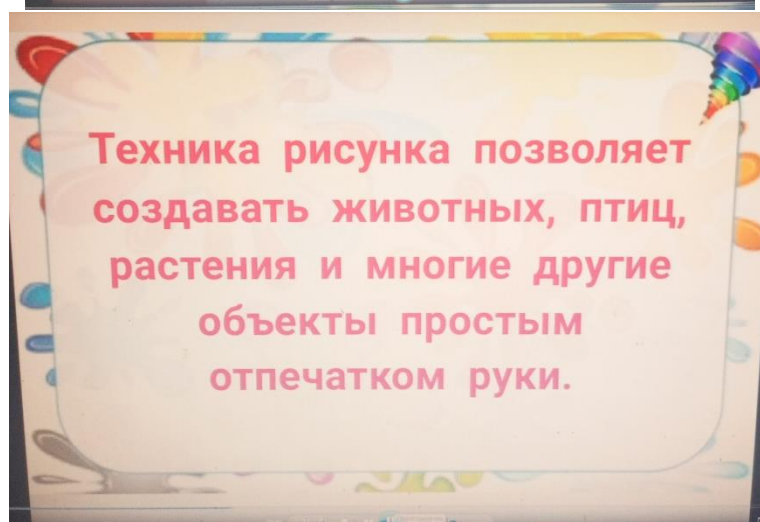 Техника рисунка позволяет
создавать животных, птиц,
растения и многие другие
объекты простым
отпечатком руки.